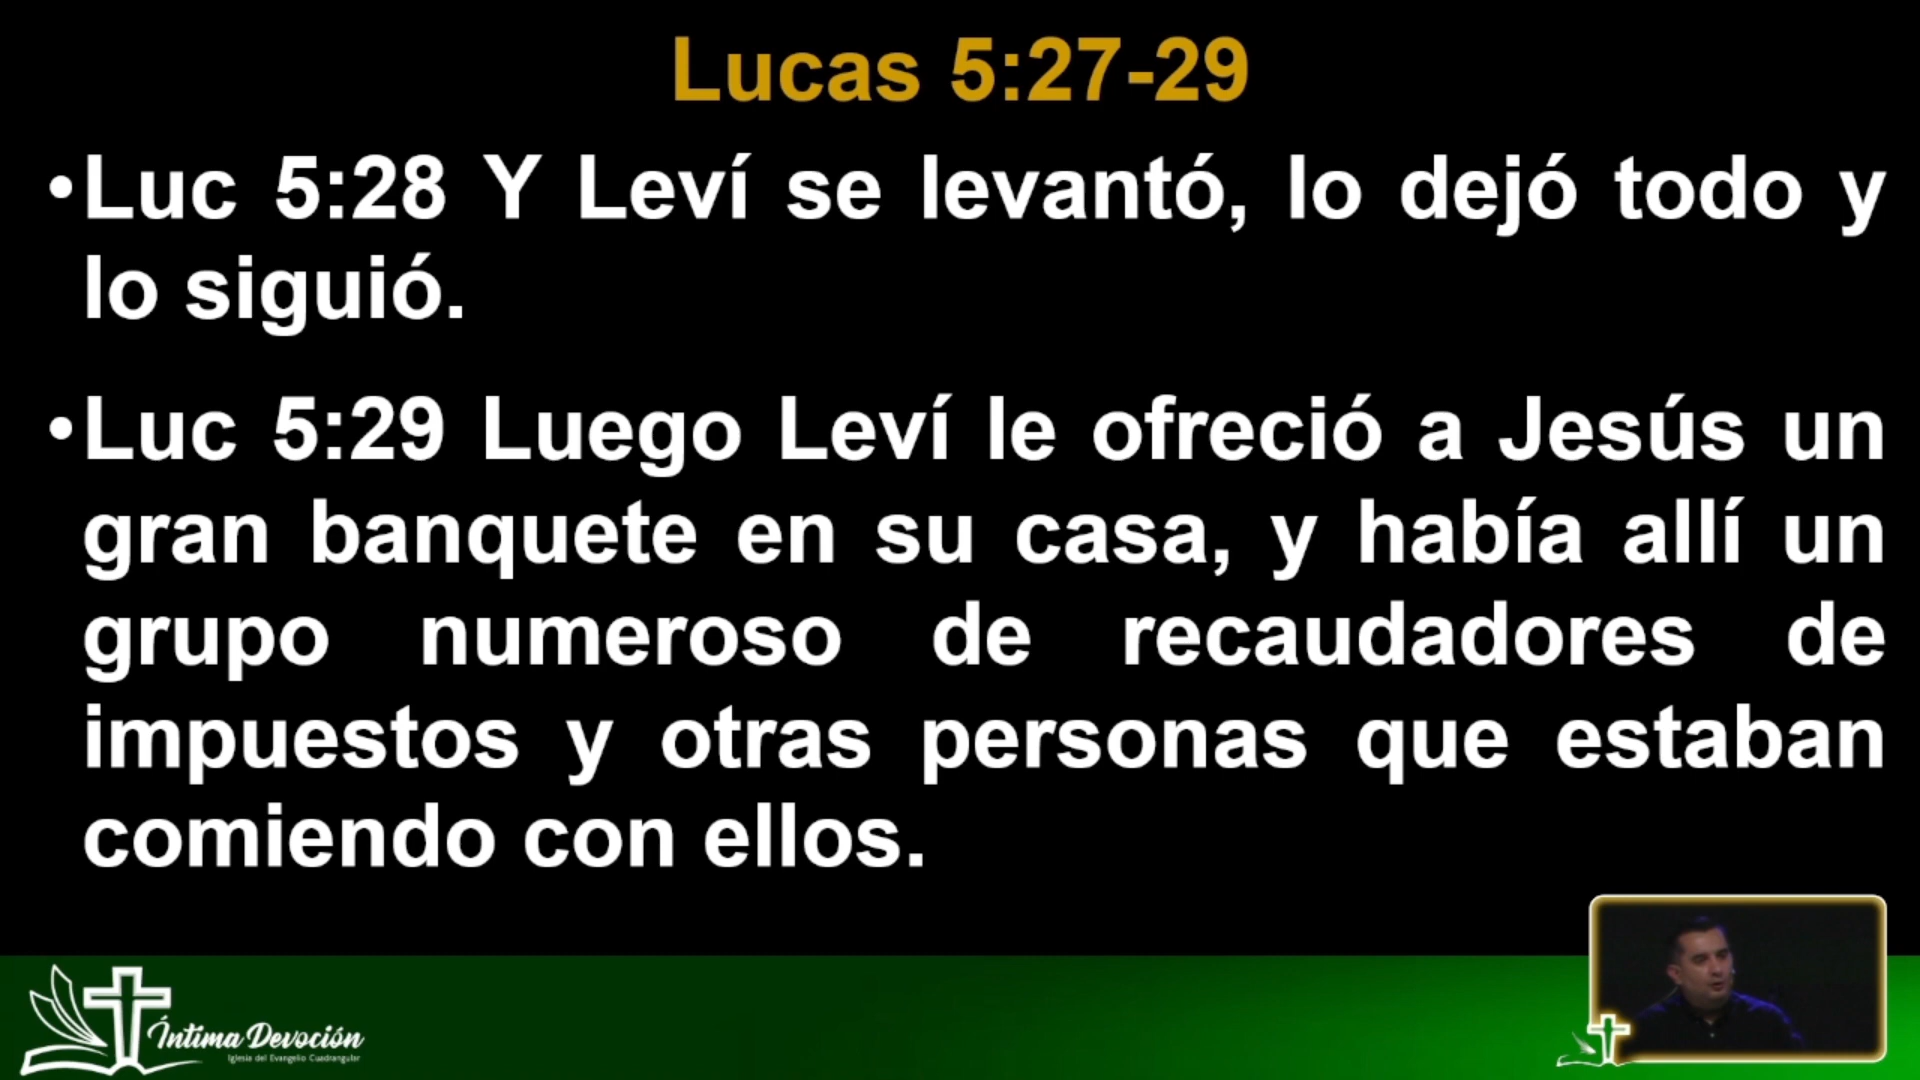 Lucas 5:27-29
•Luc 5:28 Y Leví se levantó, lo dejó todo y
lo siguió.
•Luc 5:29 Luego Leví le ofreció a Jesús un
gran banquete en su casa, y había allí un
grupo numeroso de recaudadores de
impuestos y otras personas que estaban
comiendo con ellos.
Íntima Devoción
Iglesia del Evangelio Cuadrangular